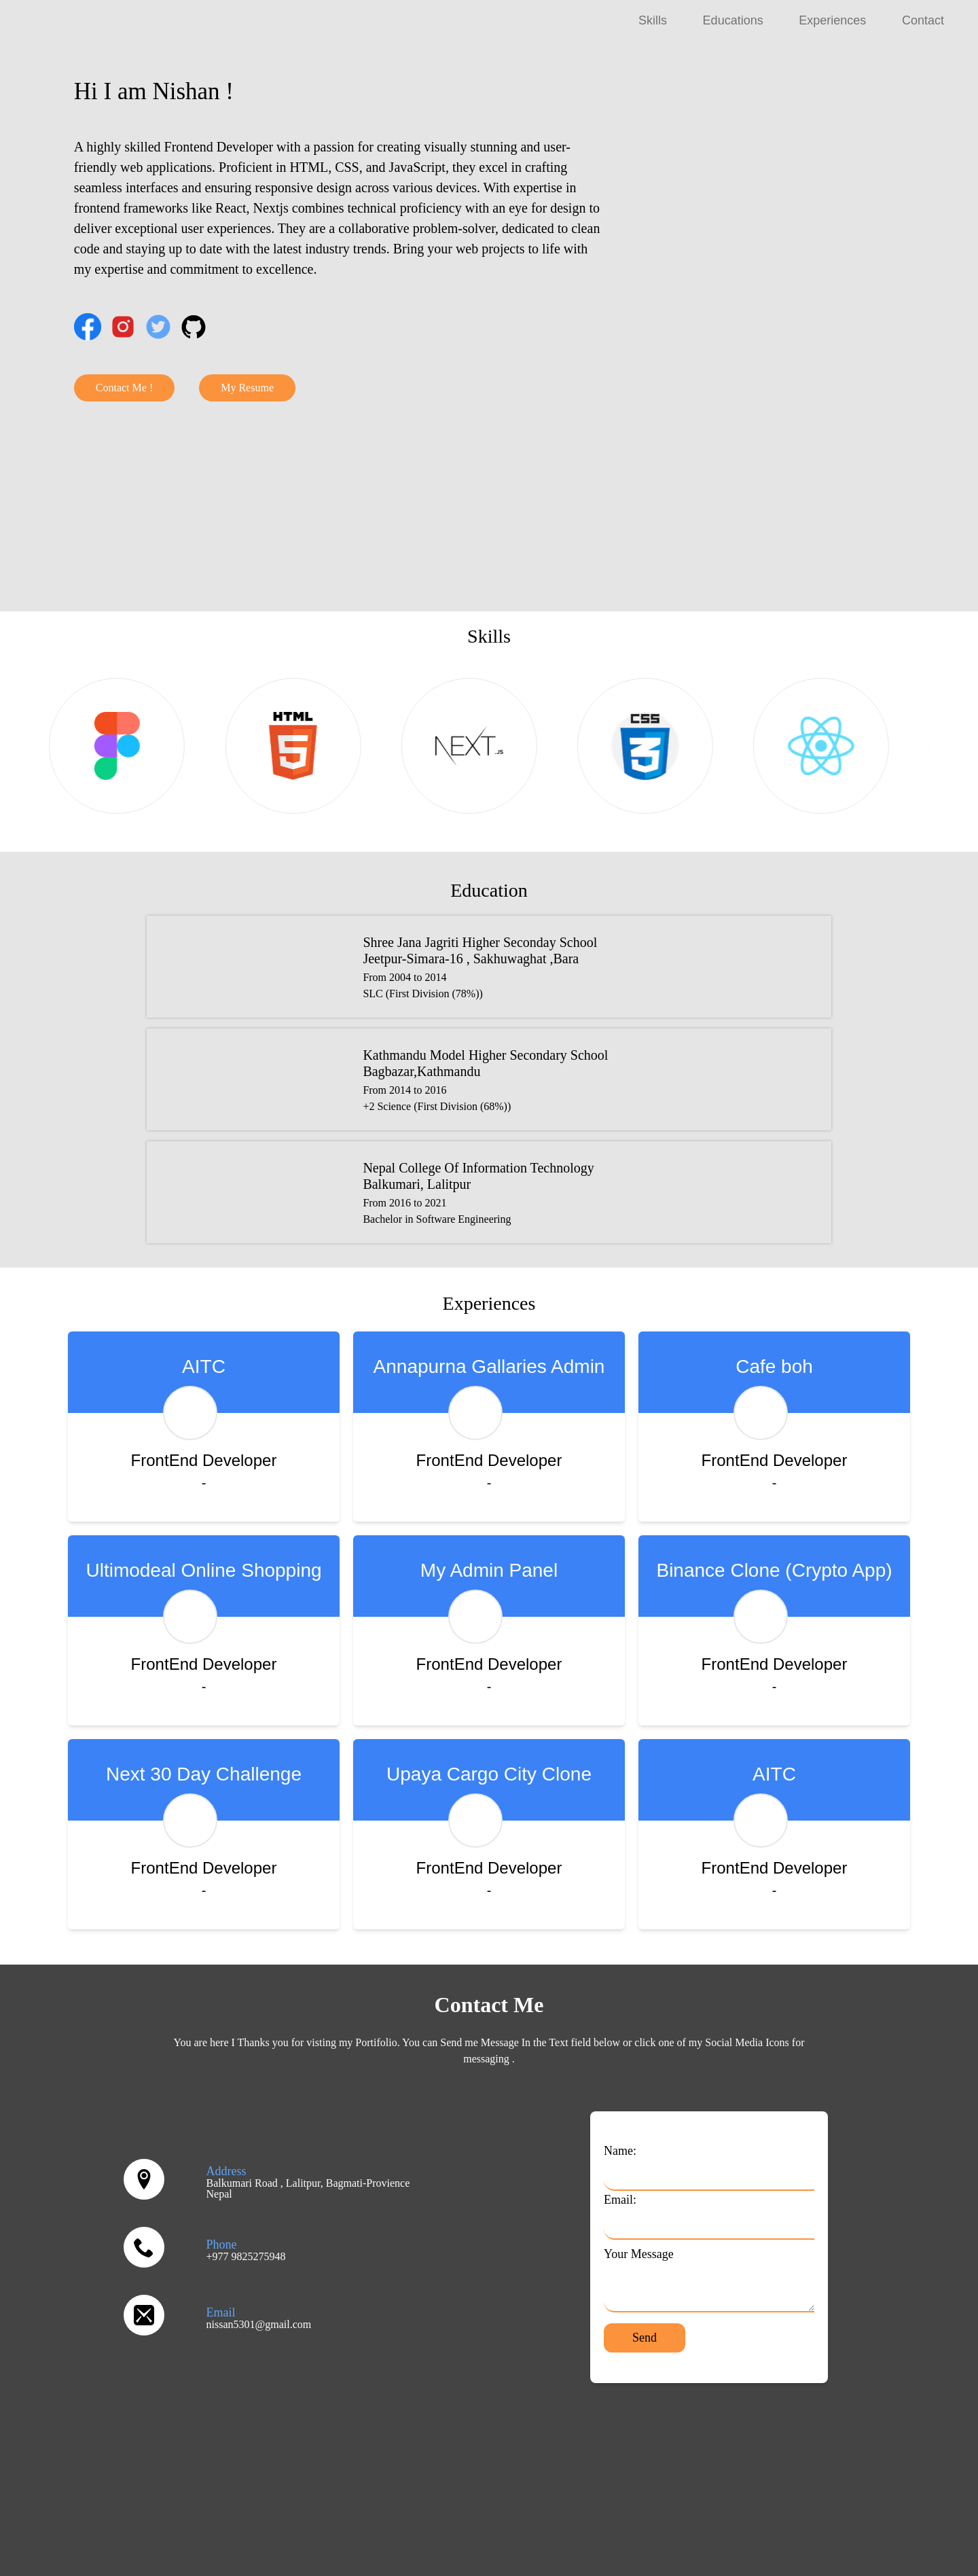 Skills Educations Experiences Contact
Hi I am Nishan !
A highly skilled Frontend Developer with a passion for creating visually stunning and user-
friendly web applications. Proficient in HTML, CSS, and JavaScript, they excel in crafting
seamless interfaces and ensuring responsive design across various devices. With expertise in
frontend frameworks like React, Nextjs combines technical proficiency with an eye for design to
deliver exceptional user experiences. They are a collaborative problem-solver, dedicated to clean
code and staying up to date with the latest industry trends. Bring your web projects to life with
my expertise and commitment to excellence.
Contact Me ! My Resume
Skills
HTML
5
NEXT.JS
CSS
3
Education
Shree Jana Jagriti Higher Seconday School
Jeetpur-Simara-16 , Sakhuwaghat ,Bara
From 2004 to 2014
SLC (First Division (78%))
Kathmandu Model Higher Secondary School
Bagbazar,Kathmandu
From 2014 to 2016
+2 Science (First Division (68%))
Nepal College Of Information Technology
Balkumari, Lalitpur
From 2016 to 2021
Bachelor in Software Engineering
Experiences
AITC
FrontEnd Developer
-
Annapurna Gallaries Admin
FrontEnd Developer
-
Cafe boh
FrontEnd Developer
-
Ultimodeal Online Shopping
FrontEnd Developer
-
My Admin Panel
FrontEnd Developer
-
Binance Clone (Crypto App)
FrontEnd Developer
-
Next 30 Day Challenge
FrontEnd Developer
-
Upaya Cargo City Clone
FrontEnd Developer
-
AITC
FrontEnd Developer
-
Contact Me
You are here I Thanks you for visting my Portifolio. You can Send me Message In the Text field below or click one of my Social Media Icons for
messaging .
Address
Balkumari Road , Lalitpur, Bagmati-Provience
Nepal
Phone
+977 9825275948
Email
nissan5301@gmail.com
Name:
Email:
Your Message
Send